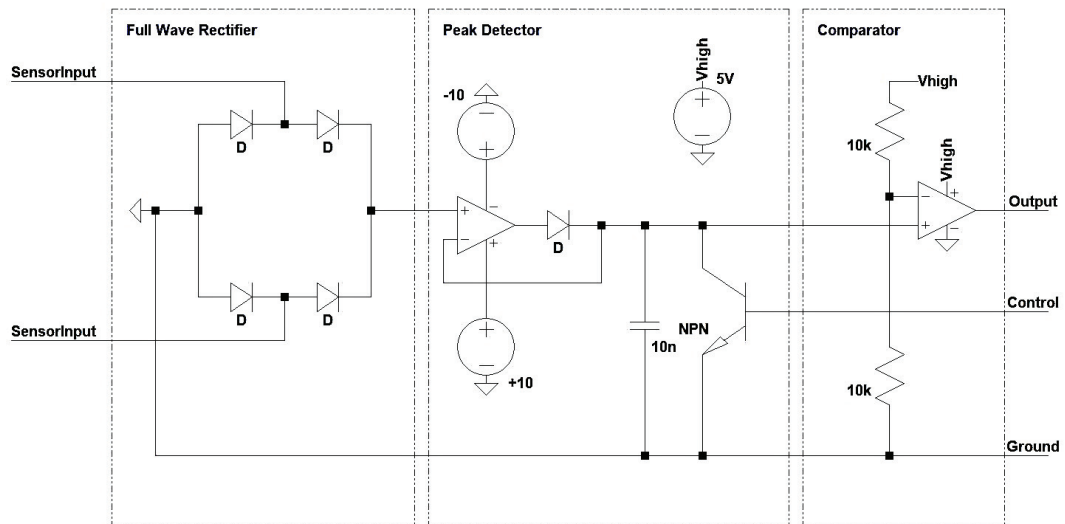 Full Wave Rectifier
Peak Detector
Comparator
SensorInput
Vhigh
5V
-10
Vhigh
D
D
10k
Vhigh
Output
D
SensorInput
D
D
Control
NPN
10n
+10
10k
Ground